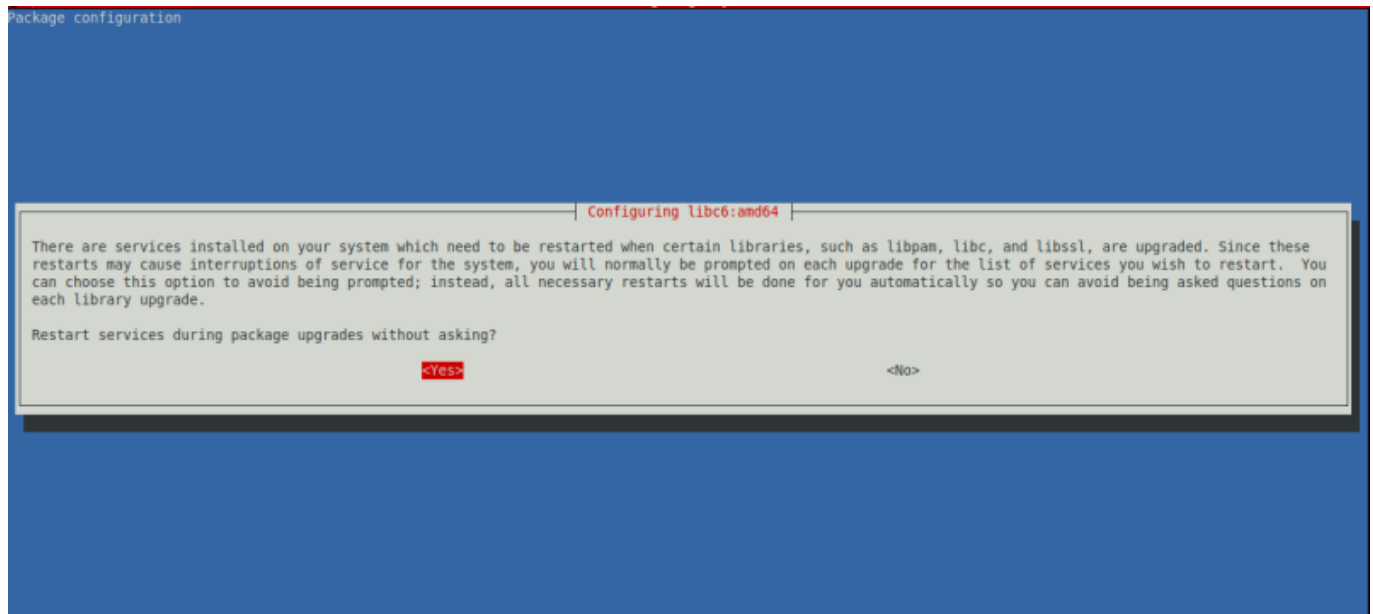 Package configuration
Configuring libc6:amd64
There are services installed on your system which need to be restarted when certain libraries, such as libpam, libc, and libssl, are upgraded. Since these
restarts may cause interruptions of service for the system, you will normally be prompted on each upgrade for the list of services you wish to restart.  You
can choose this option to avoid being prompted; instead, all necessary restarts will be done for you automatically so you can avoid being asked questions on
each library upgrade.
Restart services during package upgrades without asking?
<Yes> <No>